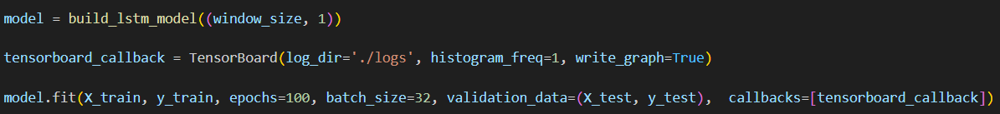 model = build_lstm_model((window_size, 1))
tensorboard_callback = TensorBoard(log_dir='./logs', histogram_freq=1, write_graph=True)
model.fit(X_train, y_train, epochs=100, batch_size=32, validation_data=(X_test, y_test),  callbacks=[tensorboard_callback])